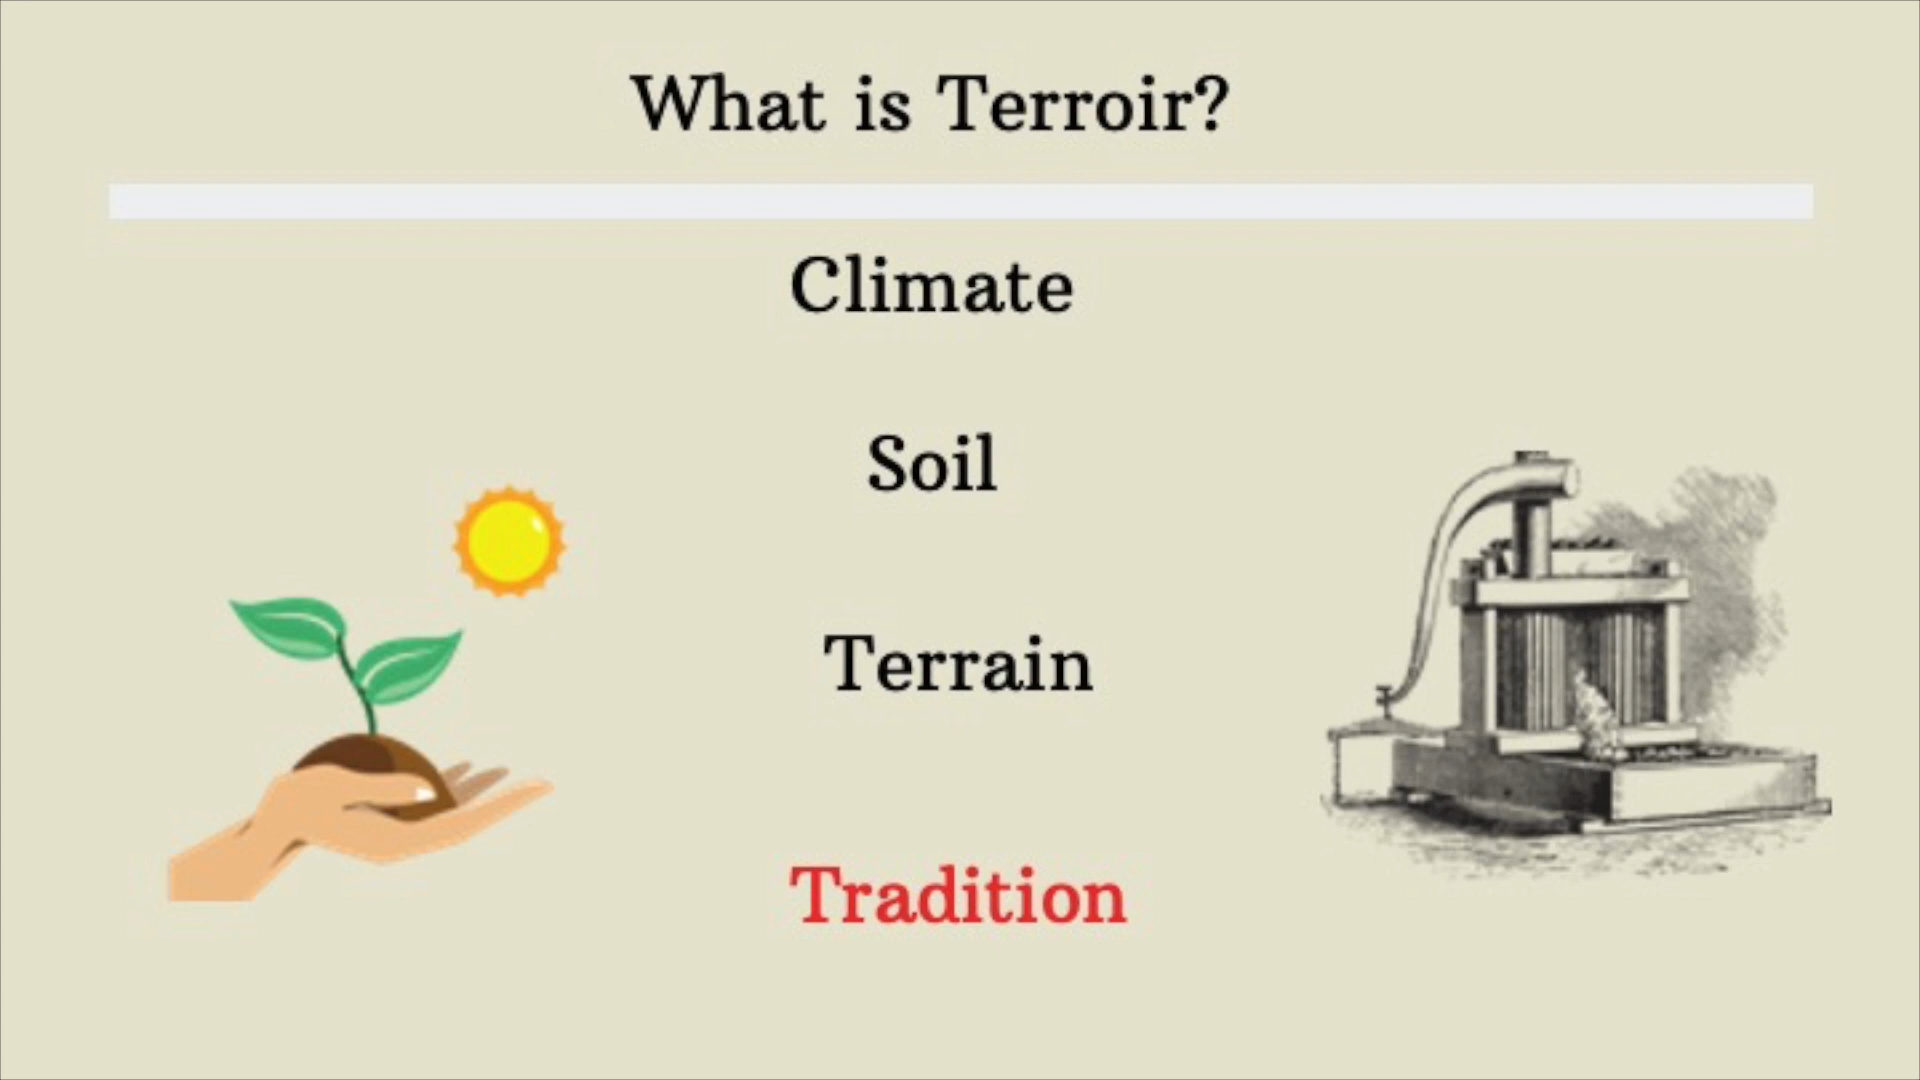 What is Terroir?
Climate
Soil
Terrain
Tradition